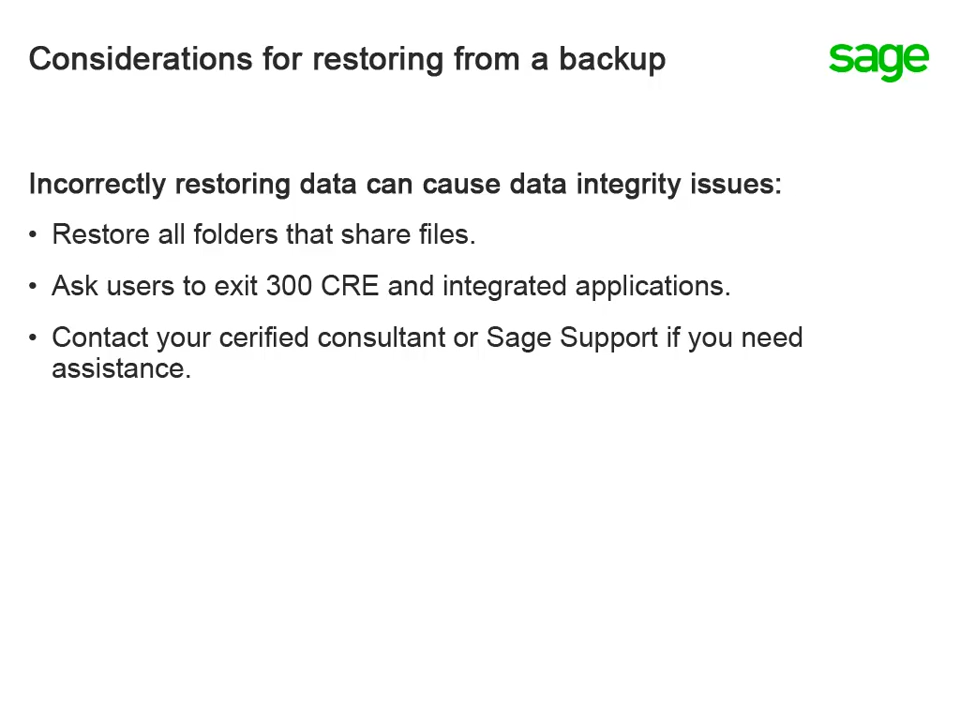 Considerations for restoring from a backup
sage
Incorrectly restoring data can cause data integrity issues:
• Restore all folders that share files.
• Ask users to exit 300 CRE and integrated applications.
• Contact your cerified consultant or Sage Support if you need
assistance.